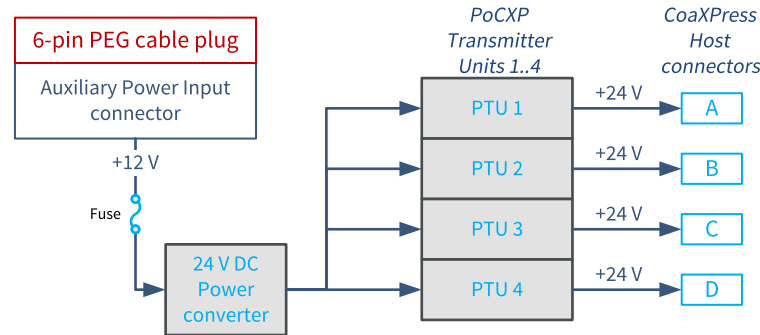 6-pin PEG cable plug
Auxiliary Power Input
connector
+12 V
Fuse
24 V DC
Power
converter
PoCXP
Transmitter
Units 1..4
PTU 1
PTU 2
PTU 3
PTU 4
+24 V
+24 V
+24 V
+24 V
CoaXPress
Host
connectors
A
B
C
D